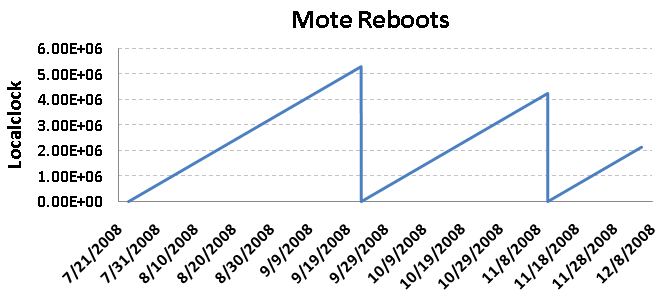 Mote Reboots
Localclock
6.00E+06
5.00E+06
4.00E+06
3.00E+06
2.00E+06
1.00E+06
0.00E+00
7/21/2008
7/31/2008
8/10/2008
8/20/2008
8/30/2008
9/9/2008
9/19/2008
9/29/2008
10/9/2008
10/19/2008
10/29/2008
11/8/2008
11/18/2008
11/28/2008
12/8/2008